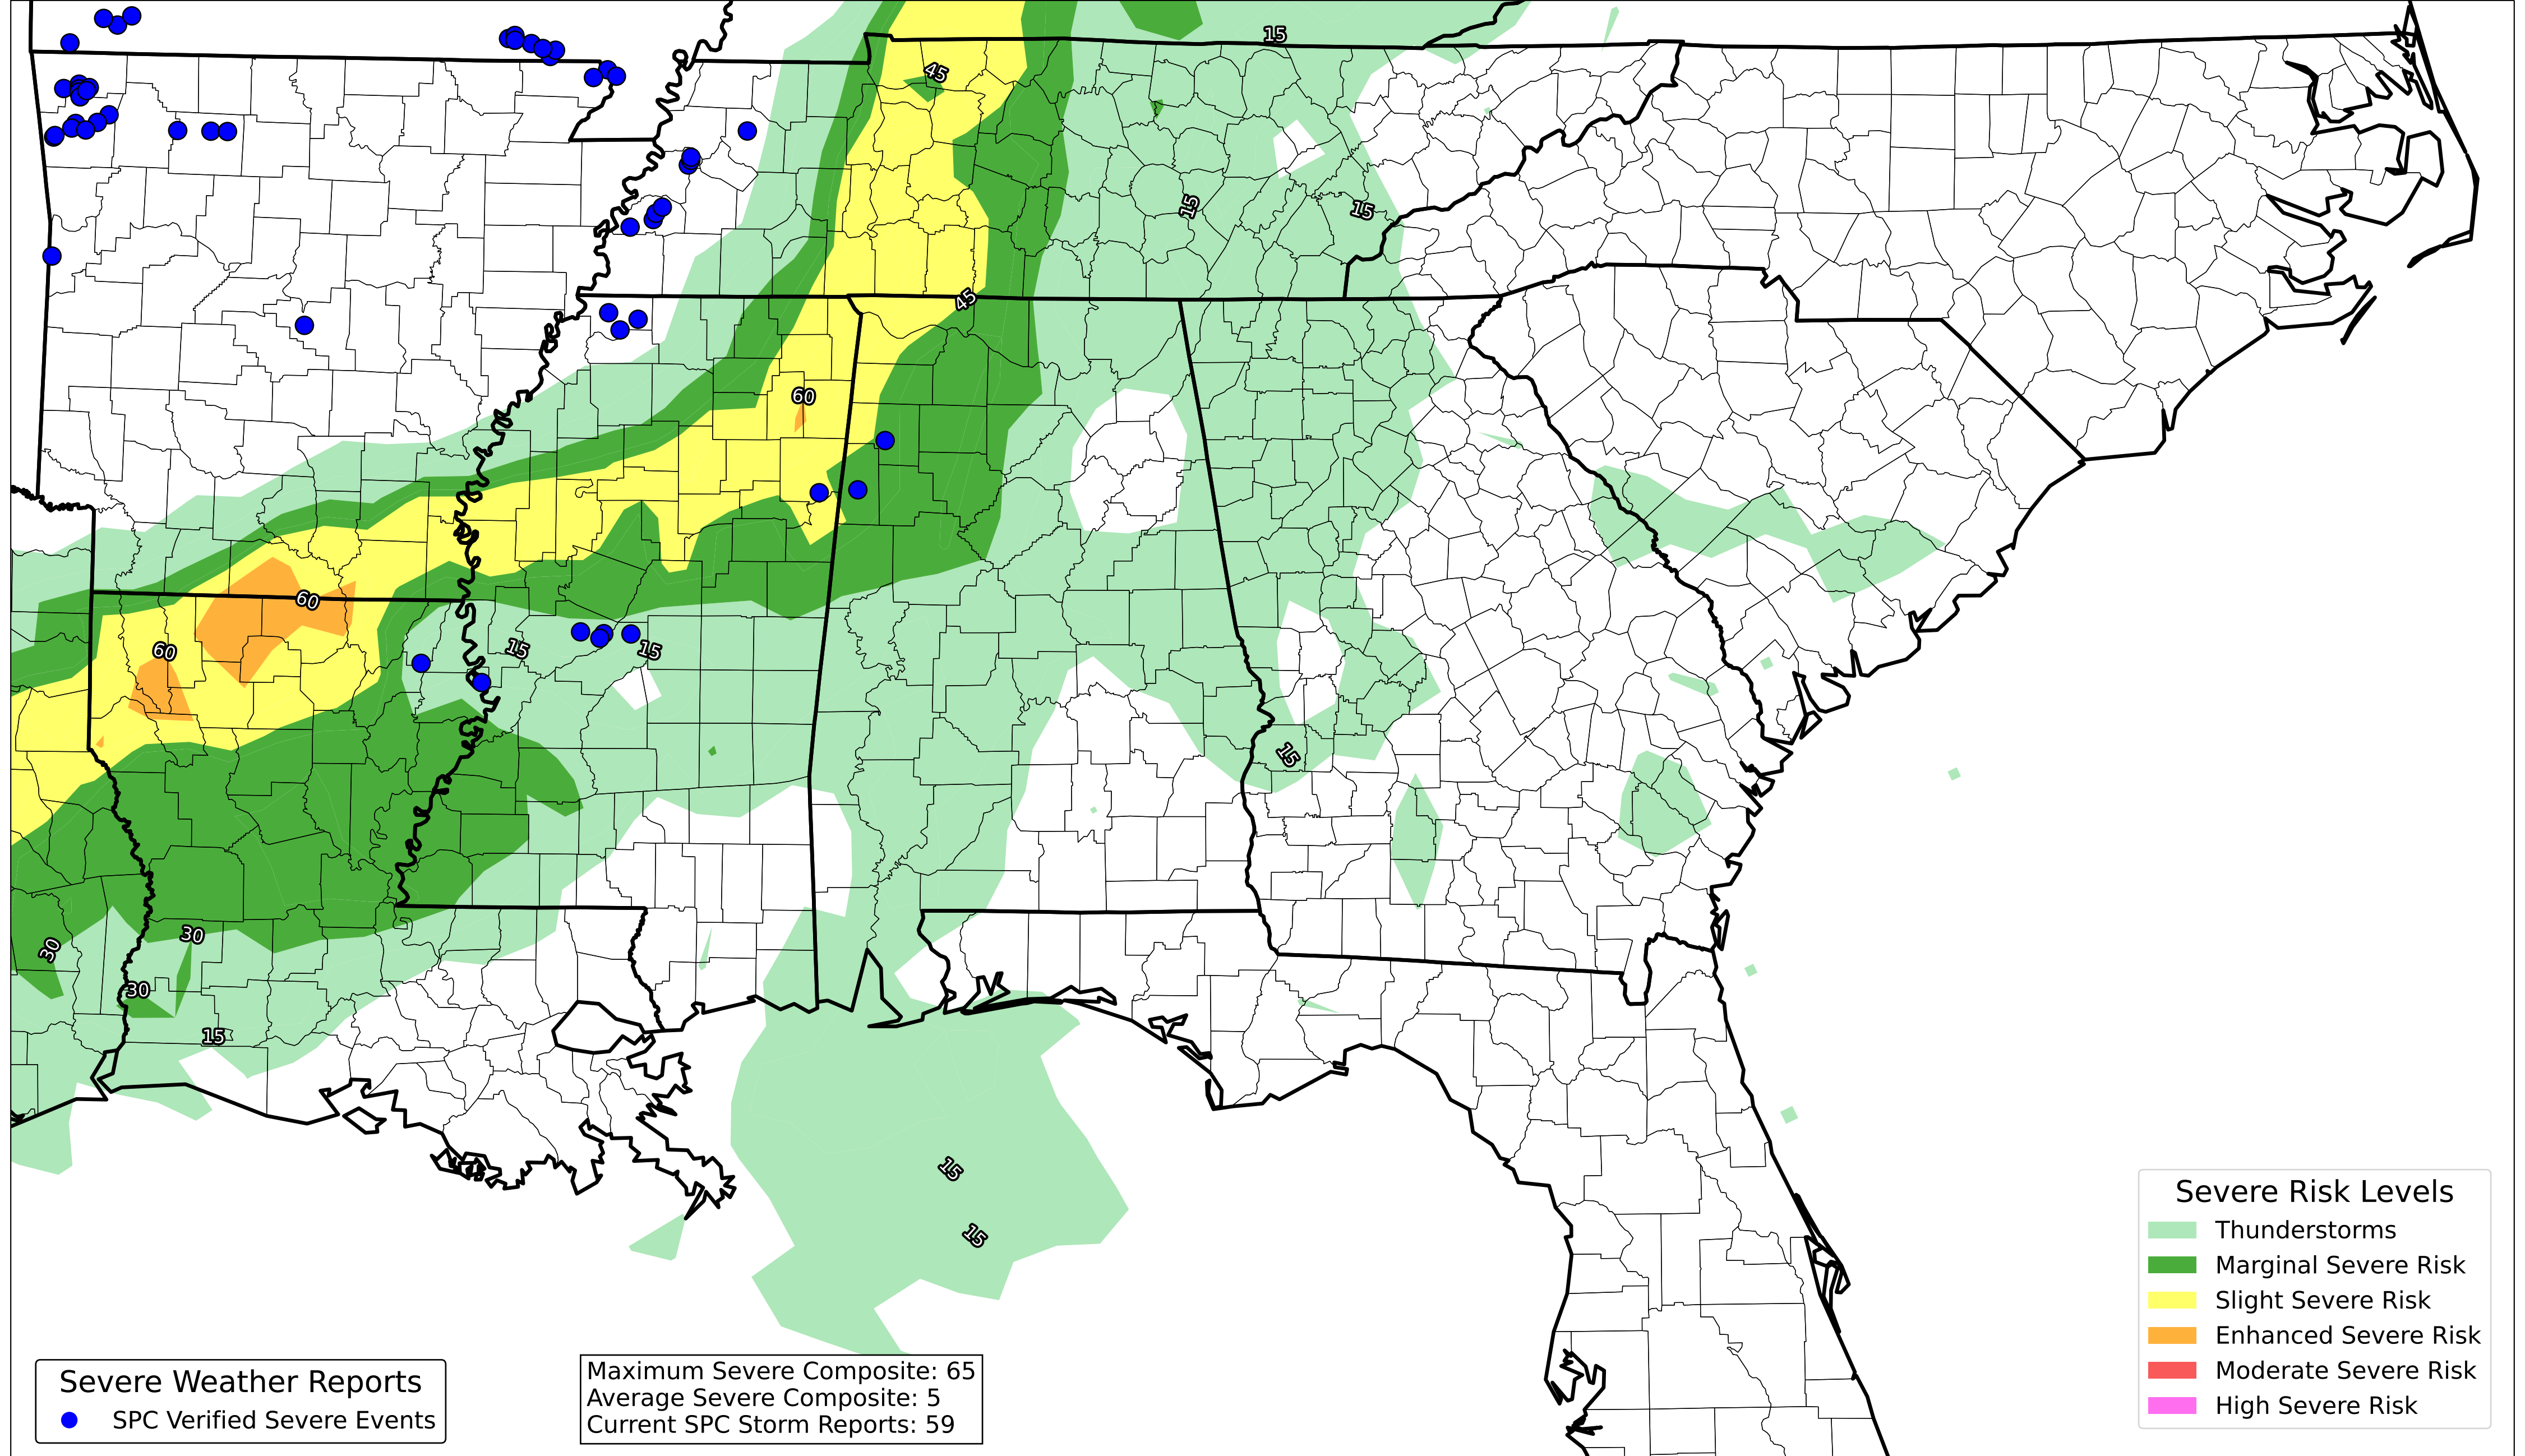 15
45
15
15
45
60
60
60
15
15
15
30
30
30
15
15
15
Severe Risk Levels
Thunderstorms
Marginal Severe Risk
Slight Severe Risk
Enhanced Severe Risk
Moderate Severe Risk
High Severe Risk
Severe Weather Reports
SPC Verified Severe Events
Maximum Severe Composite: 65
Average Severe Composite: 5
Current SPC Storm Reports: 59